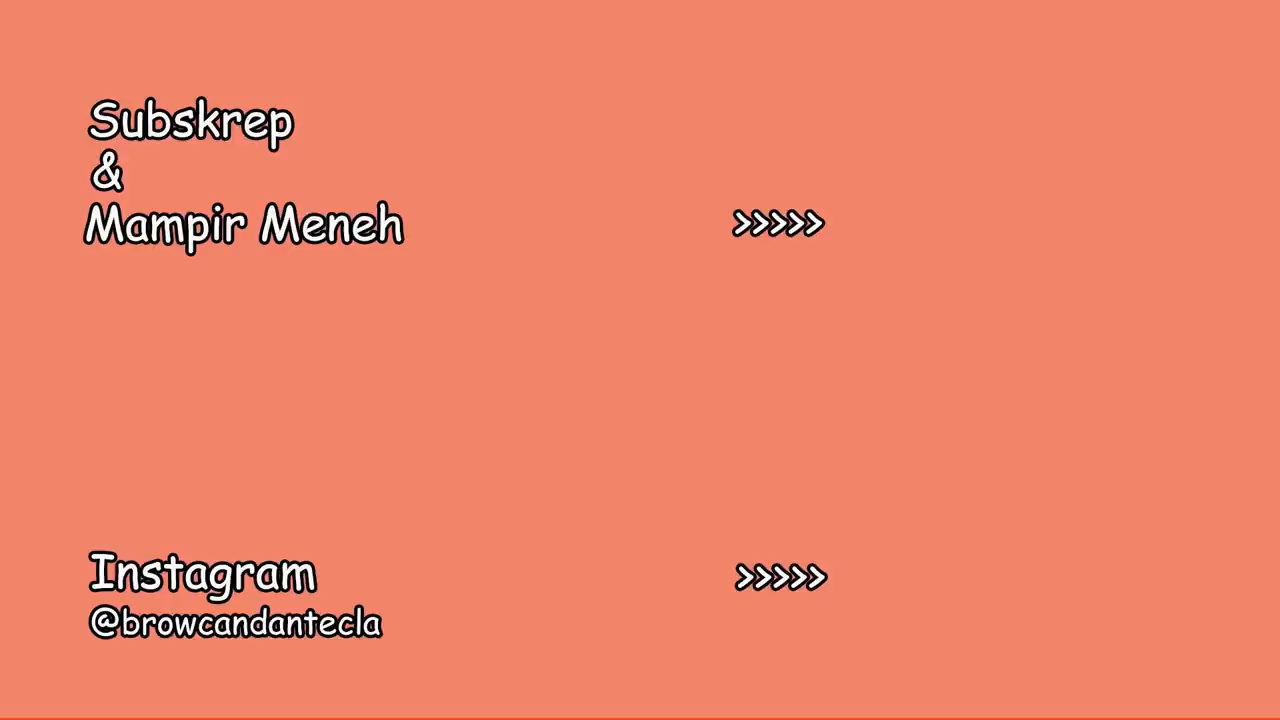 Subskrep
&
Mampir Meneh
>>>>>
Instagram
>>>>>
@browcandantecla